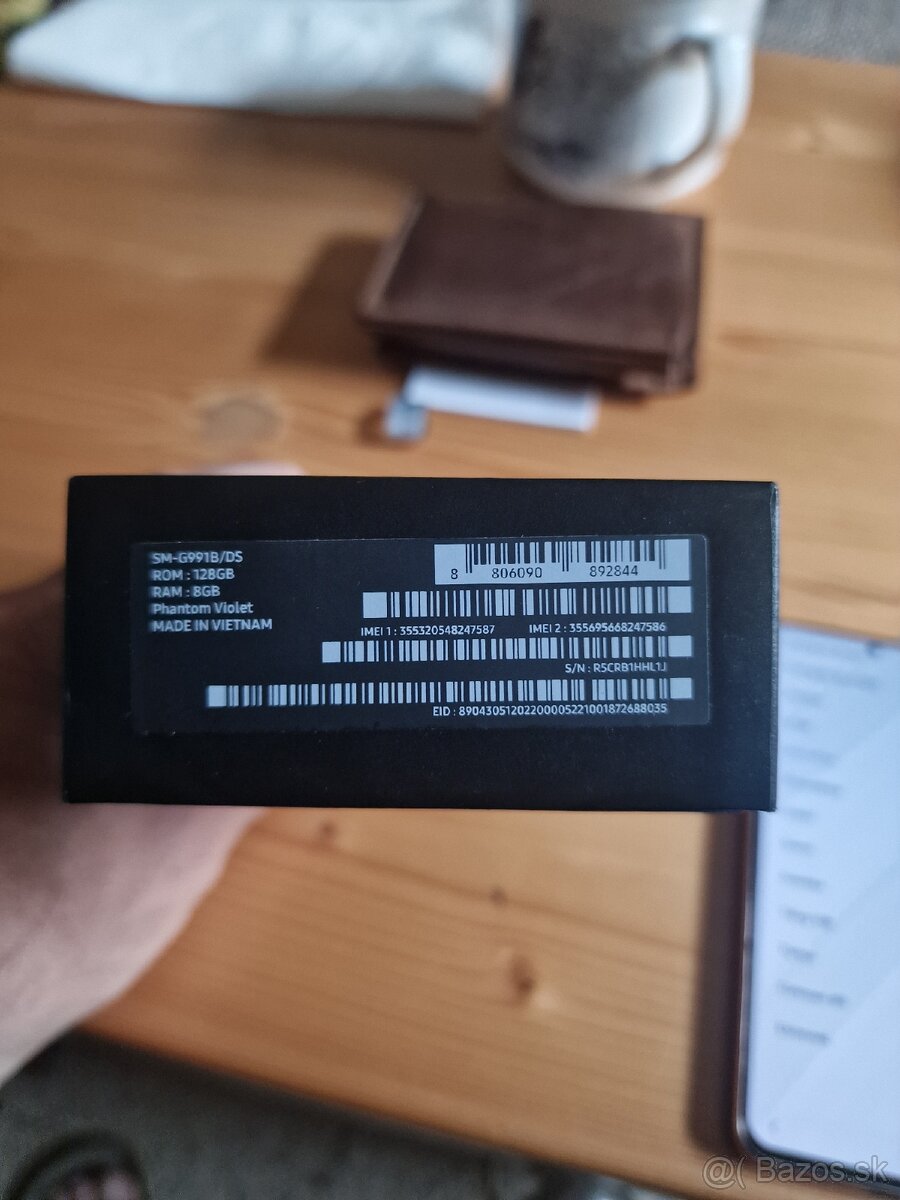 SM-G991B/DS
ROM : 128GB
RAM : 8GB
Phantom Violet
MADE IN VIETNAM
8 806090 892844
IMEI 1 : 355320548247587 IMEI 2 : 355695668247586
S/N : R5CRB1HHL1J
EID : 89043051202200005221001872688035
@( Bazos.sk